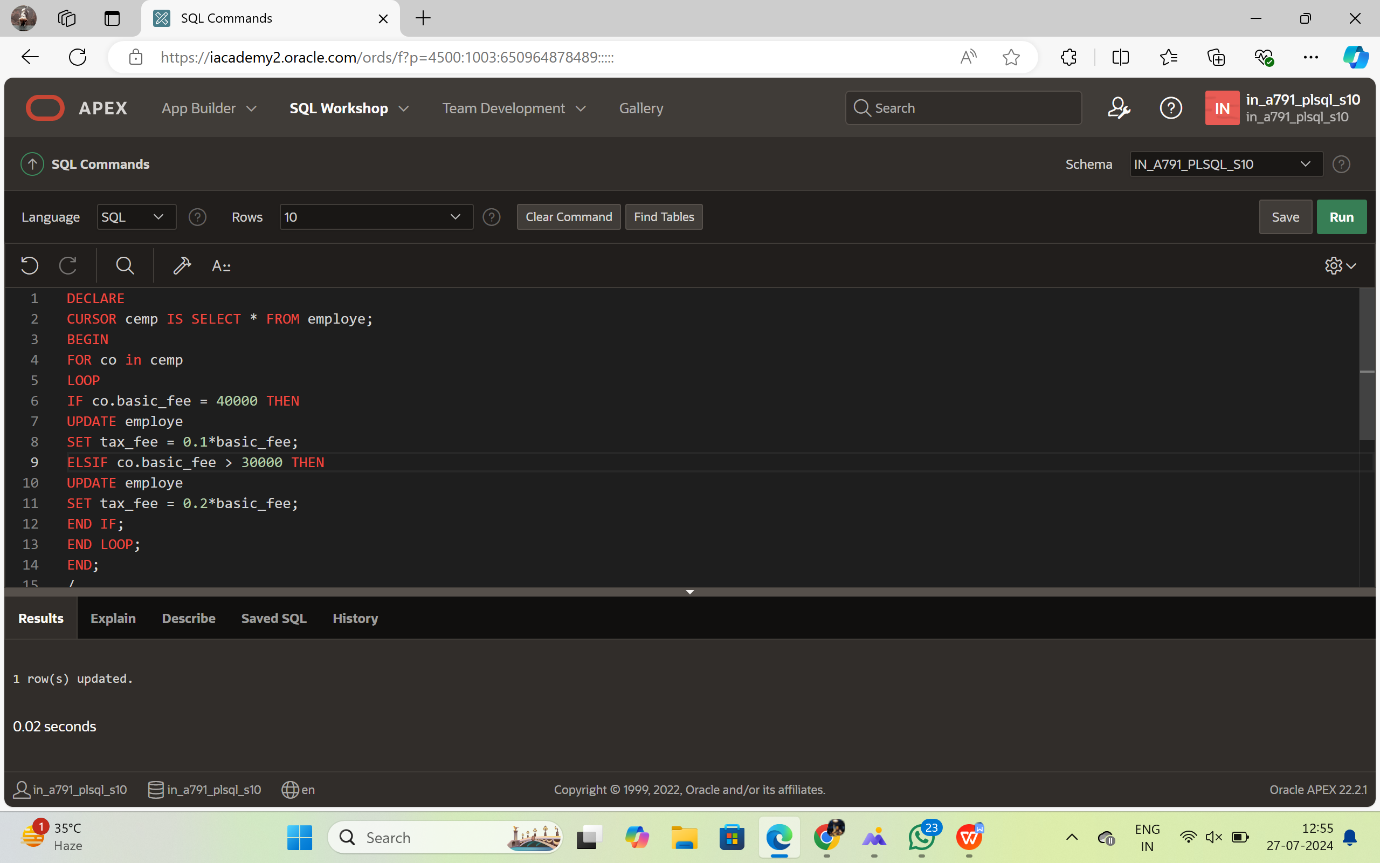 SQL Commands
https://iacademy2.oracle.com/ords/f?p=4500:1003:650964878489:::::
APEX App Builder SQL Workshop Team Development Gallery Search IN in_a791_plsql_s10
in_a791_plsql_s10
SQL Commands Schema IN_A791_PLSQL_S10
Language SQL Rows 10 Clear Command Find Tables Save Run
1 DECLARE
2 CURSOR cemp IS SELECT * FROM employe;
3 BEGIN
4 FOR co in cemp
5 LOOP
6 IF co.basic_fee = 40000 THEN
7 UPDATE employe
8 SET tax_fee = 0.1*basic_fee;
9 ELSIF co.basic_fee > 30000 THEN
10 UPDATE employe
11 SET tax_fee = 0.2*basic_fee;
12 END IF;
13 END LOOP;
14 END;
15 /
Results Explain Describe Saved SQL History
1 row(s) updated.
0.02 seconds
in_a791_plsql_s10 in_a791_plsql_s10 en Copyright © 1999, 2022, Oracle and/or its affiliates. Oracle APEX 22.2.1
1 35°C
Haze
Search
23
ENG
IN
12:55
27-07-2024